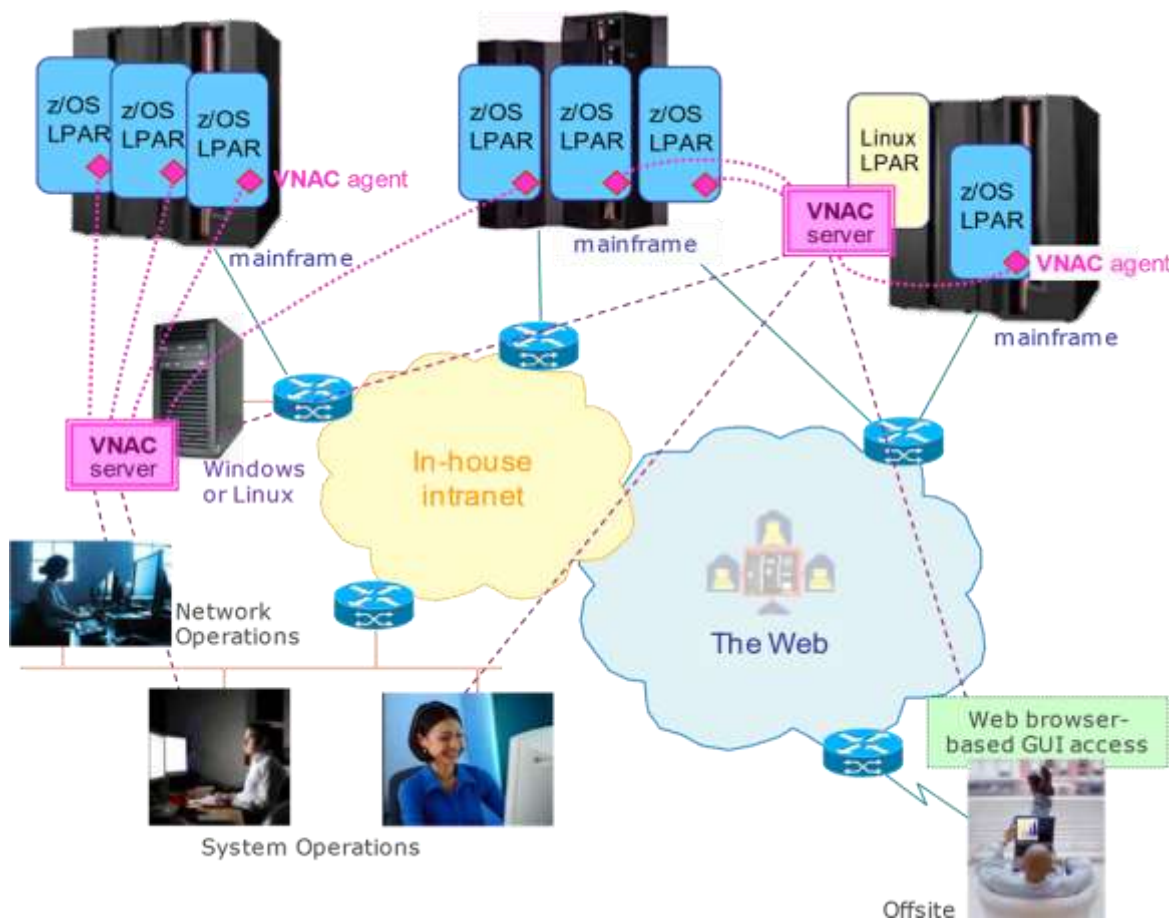 z/OS
LPAR
z/OS
LPAR
z/OS
LPAR
VNAC agent
mainframe
z/OS
LPAR
z/OS
LPAR
z/OS
LPAR
mainframe
Linux
LPAR
z/OS
LPAR
VNAC
server
VNAC agent
mainframe
VNAC
server
Windows
or Linux
In-house
intranet
The Web
Network
Operations
System Operations
Web browser-
based GUI access
Offsite